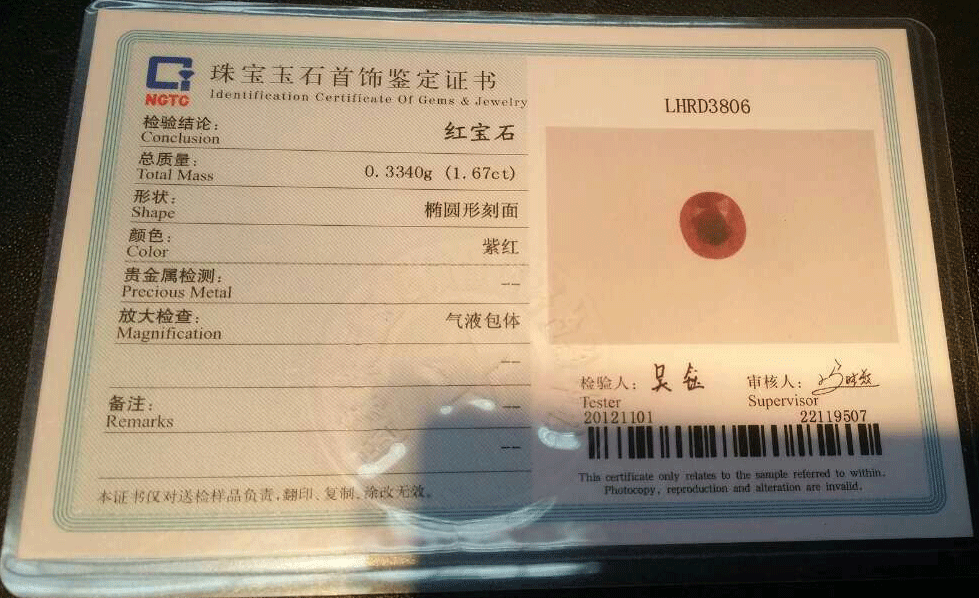 NGTC
珠宝玉石首饰鉴定证书
Identification Certificate Of Gems & Jewelry
检验结论: 红宝石
Conclusion
总质量: 0.3340g (1.67ct)
Total Mass
形状: 椭圆形刻面
Shape
颜色: 紫红
Color
贵金属检测: --
Precious Metal
放大检查: 气液包体
Magnification
--
备注: --
Remarks
--
本证书仅对送检样品负责,翻印、复制、涂改无效。
LHRD3806
检验人: 审核人:
Tester Supervisor
20121101 22119507
This certificate only relates to the sample referred to within.
Photocopy, reproduction and alteration are invalid.